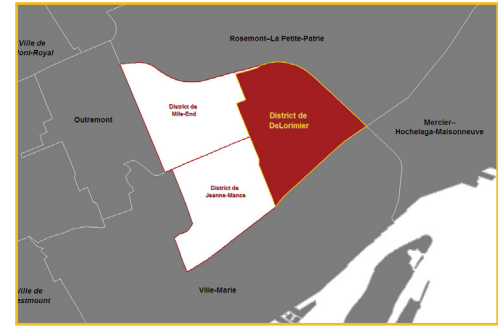 Ville de
ont-Royal
Rosemont–La Petite-Patrie
District de
Mile-End
District de
DeLorimier
Outremont
Mercier–
Hochelaga-Maisonneuve
District de
Jeanne-Mance
Ville-Marie
Ville de
estmount